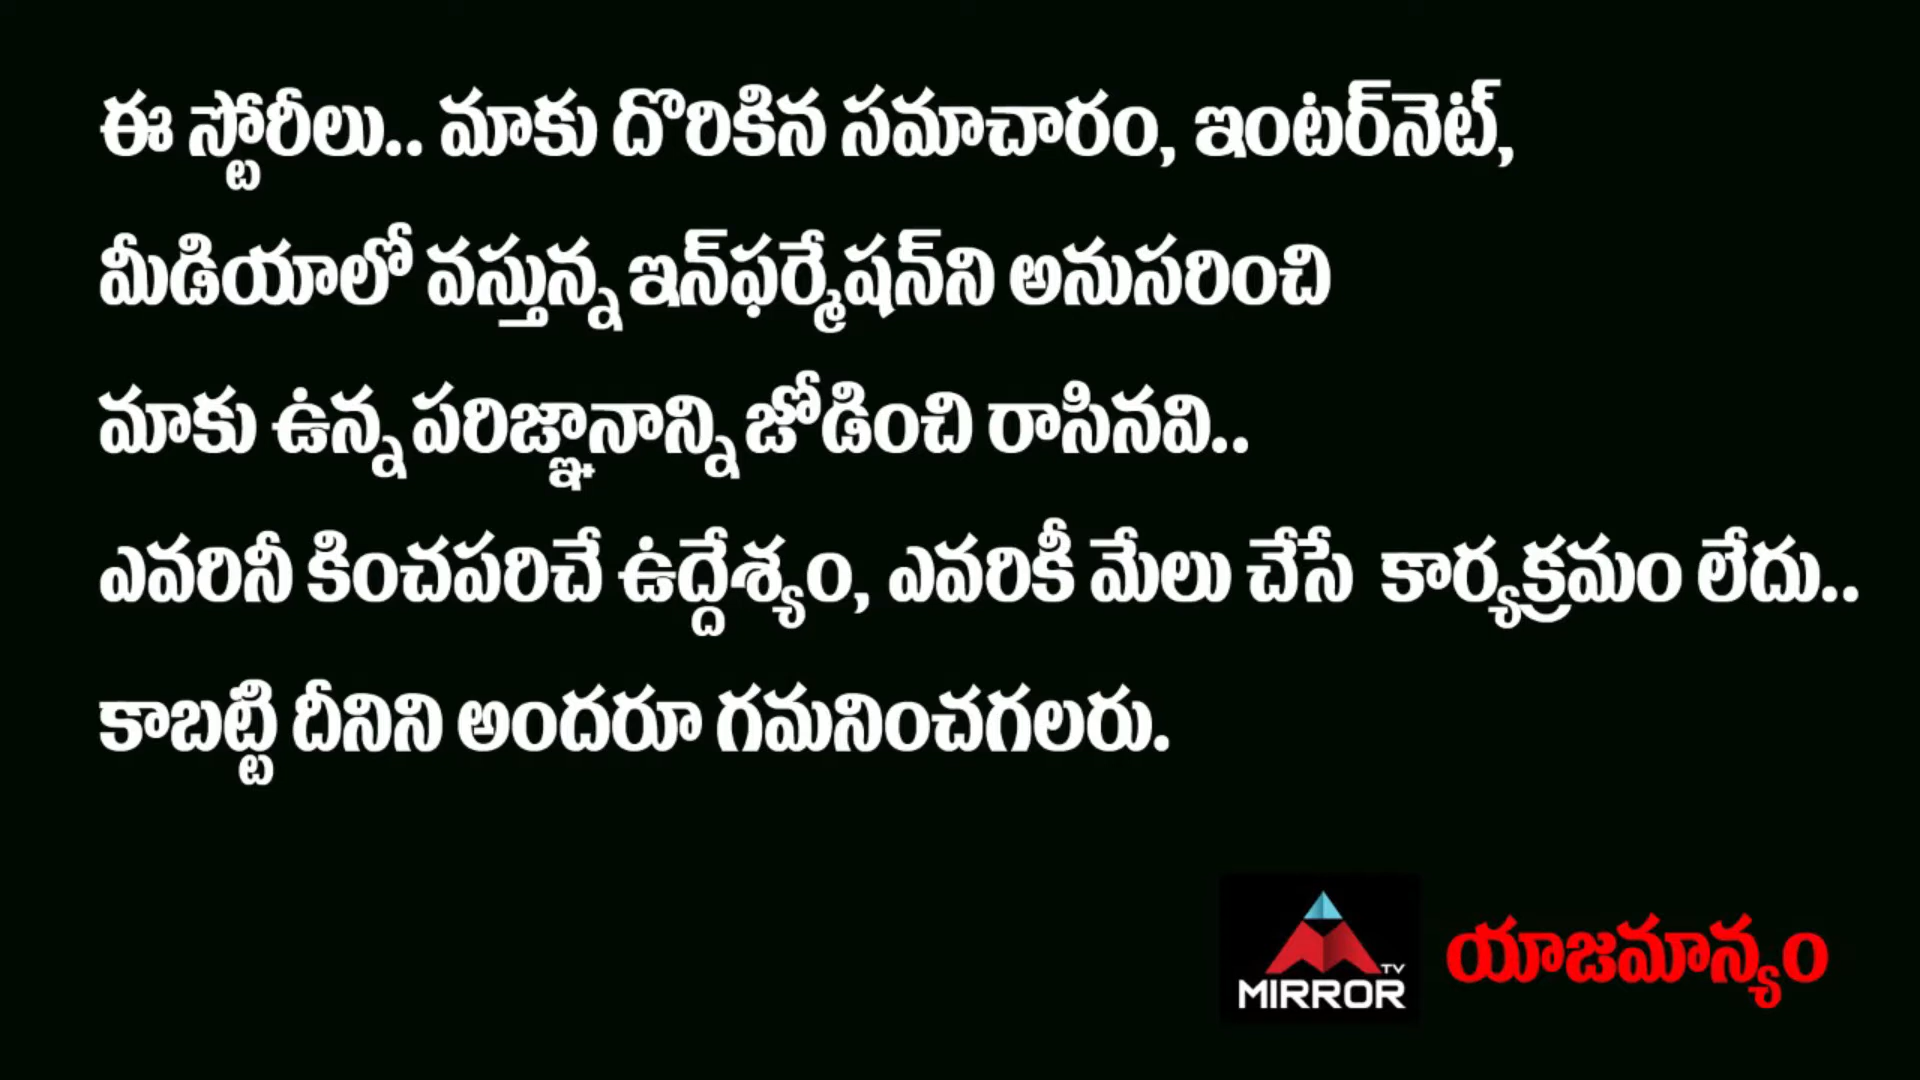 ఈ స్టోరీలు.. మాకు దొరికిన సమాచారం, ఇంటర్‌నెట్,
మీడియాలో వస్తున్న ఇన్‌ఫర్మేషన్‌ని అనుసరించి
మాకు ఉన్న పరిజ్ఞానాన్ని జోడించి రాసినవి..
ఎవరినీ కించపరిచే ఉద్దేశ్యం, ఎవరికీ మేలు చేసే కార్యక్రమం లేదు..
కాబట్టి దీనిని అందరూ గమనించగలరు.
MIRROR TV యాజమాన్యం